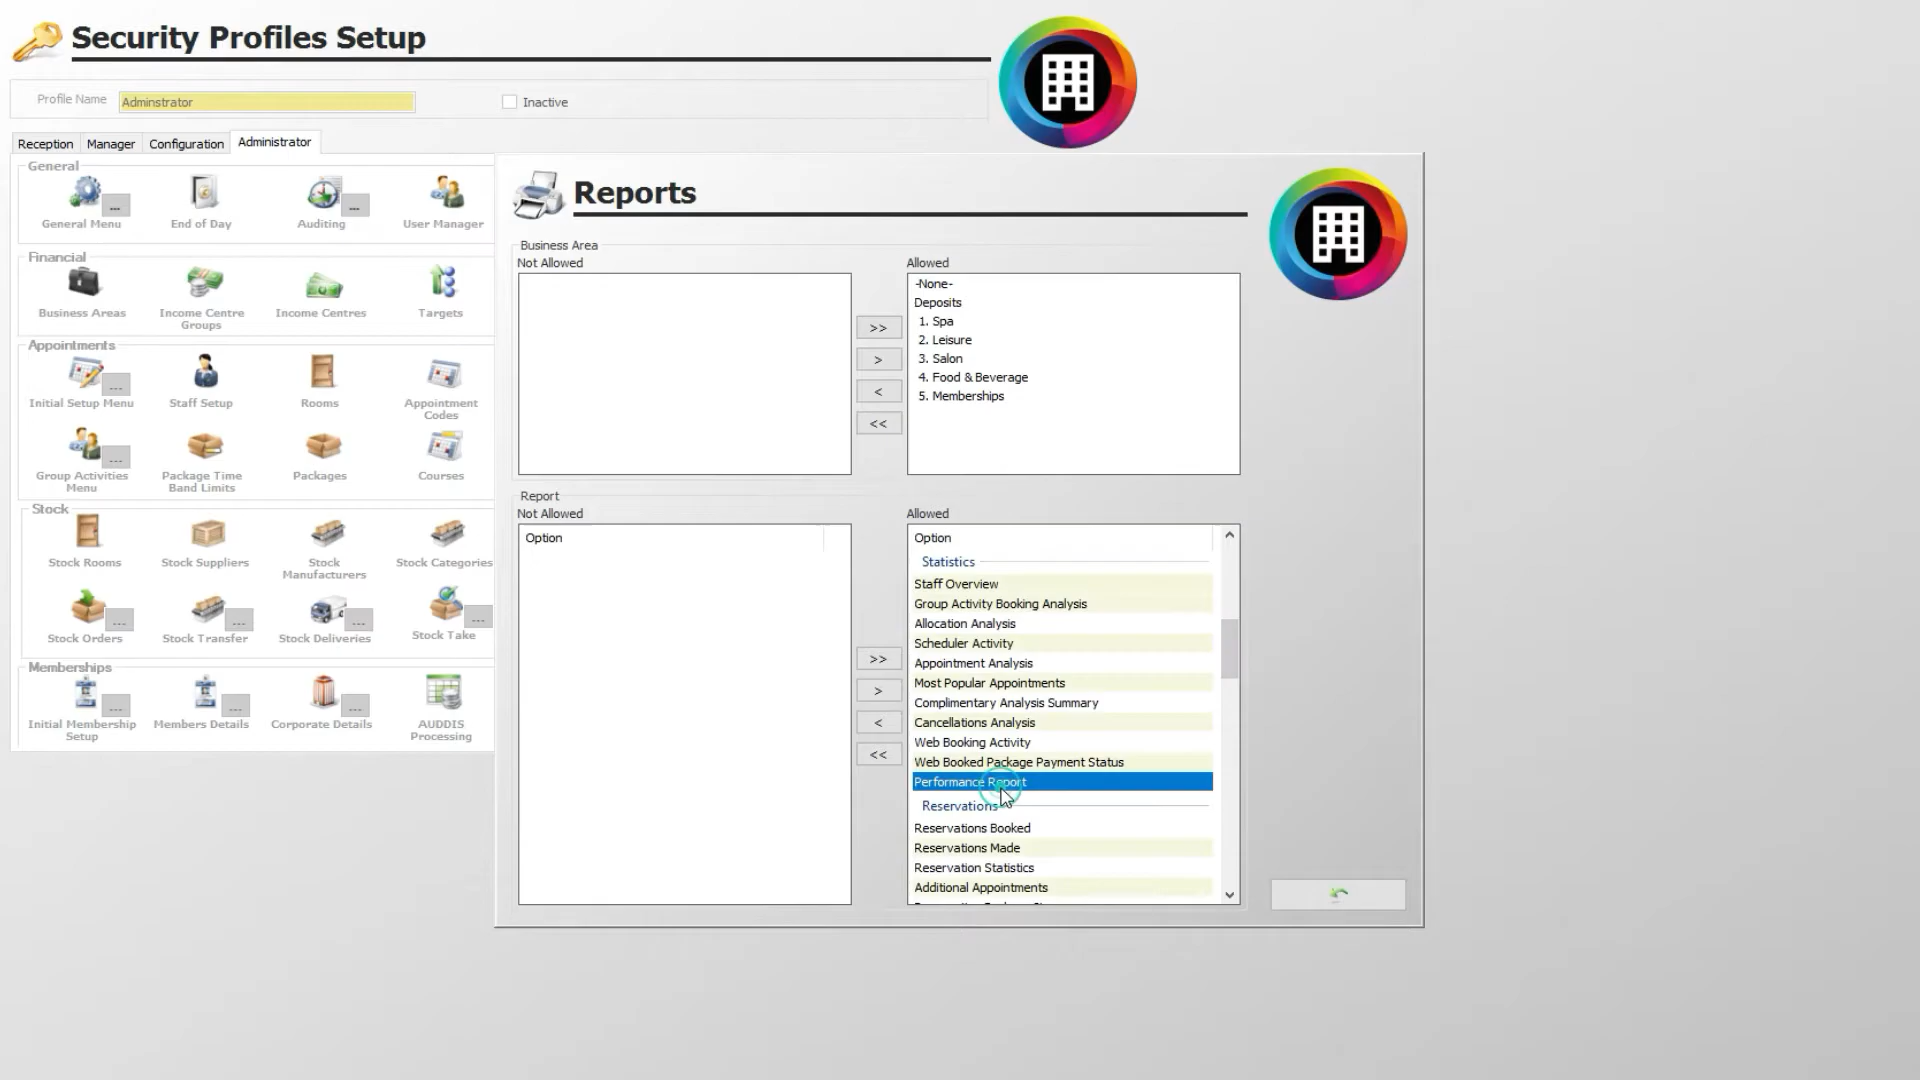 Security Profiles Setup
Profile Name
Adminstrator
Inactive
Reception Manager Configuration Administrator
General
...
...
General Menu End of Day Auditing User Manager
Financial
Business Areas Income Centre Groups Income Centres Targets
Appointments
...
Initial Setup Menu Staff Setup Rooms Appointment Codes
...
Group Activities Menu Package Time Band Limits Packages Courses
Stock
Stock Rooms Stock Suppliers Stock Manufacturers Stock Categories
... ... ... ...
Stock Orders Stock Transfer Stock Deliveries Stock Take
Memberships
... ... ...
Initial Membership Setup Members Details Corporate Details AUDDIS Processing
Reports
Business Area
Not Allowed
>>
>
<
<<
Allowed
-None-
Deposits
1. Spa
2. Leisure
3. Salon
4. Food & Beverage
5. Memberships
Report
Not Allowed
Option
>>
>
<
<<
Allowed
Option
Statistics
Staff Overview
Group Activity Booking Analysis
Allocation Analysis
Scheduler Activity
Appointment Analysis
Most Popular Appointments
Complimentary Analysis Summary
Cancellations Analysis
Web Booking Activity
Web Booked Package Payment Status
Performance Report
Reservations
Reservations Booked
Reservations Made
Reservation Statistics
Additional Appointments